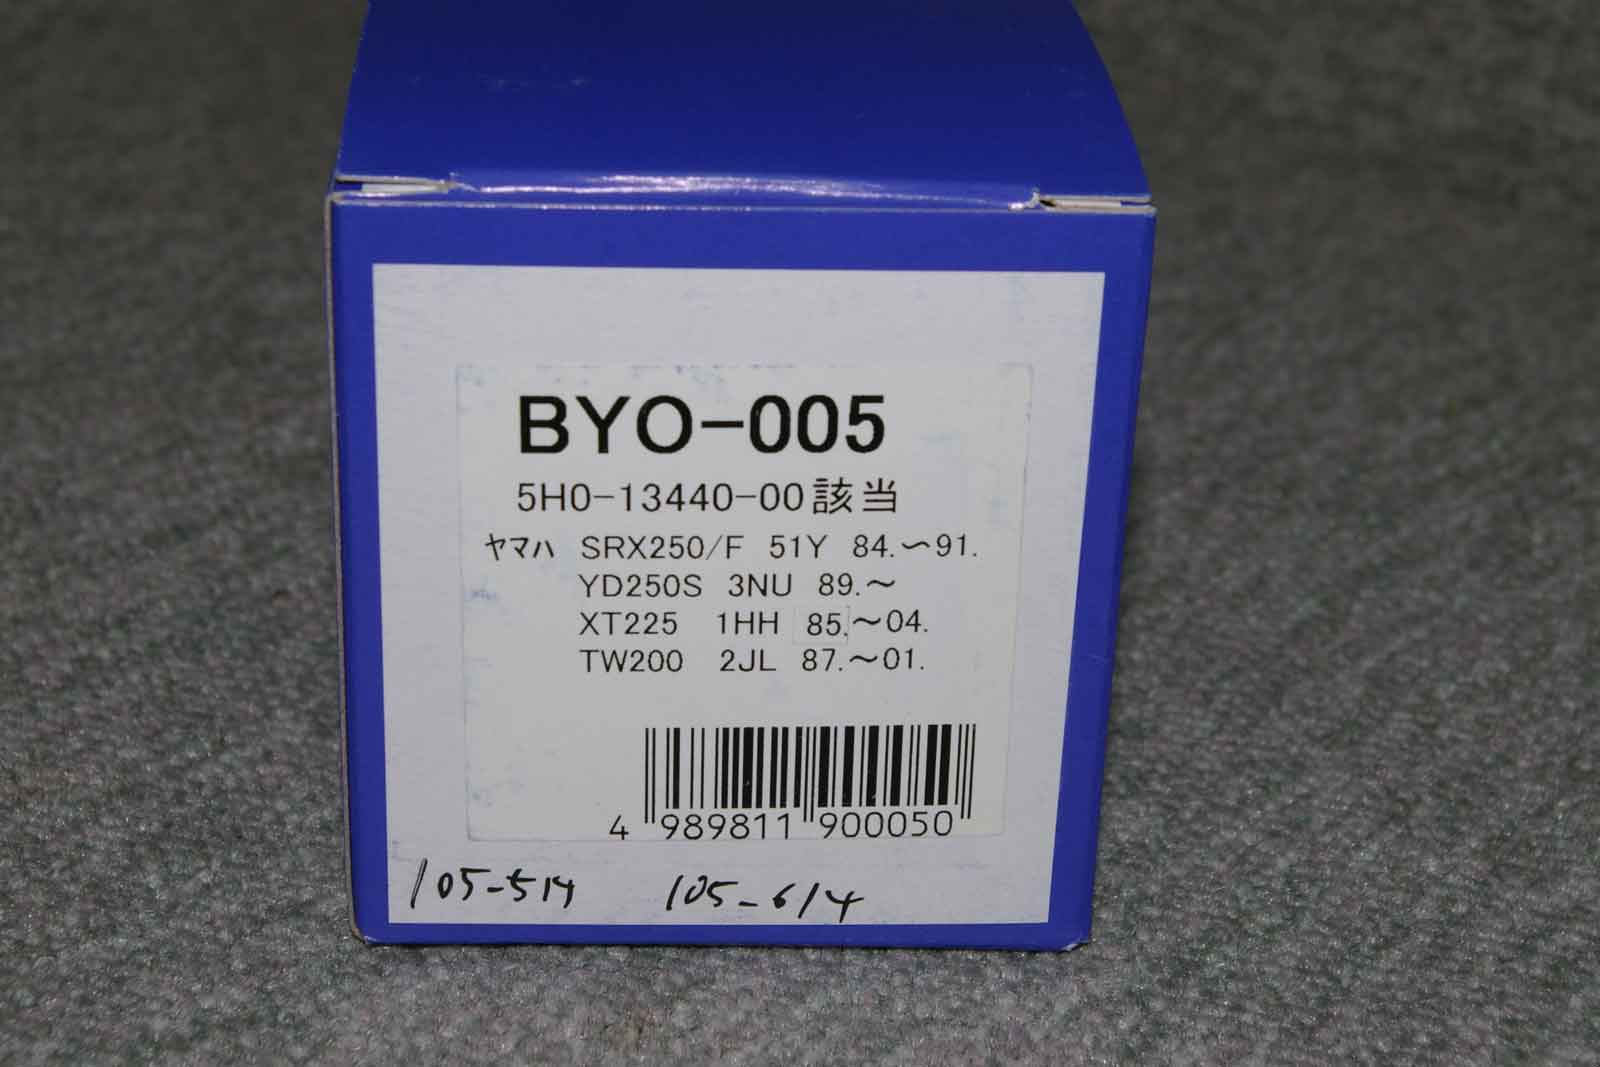 BYO-005
5H0-13440-00該当
ヤマハ SRX250/F 51Y 84.～91.
YD250S 3NU 89.～
XT225 1HH 85.～04.
TW200 2JL 87.～01.
4 989811 900050
105-514 105-614